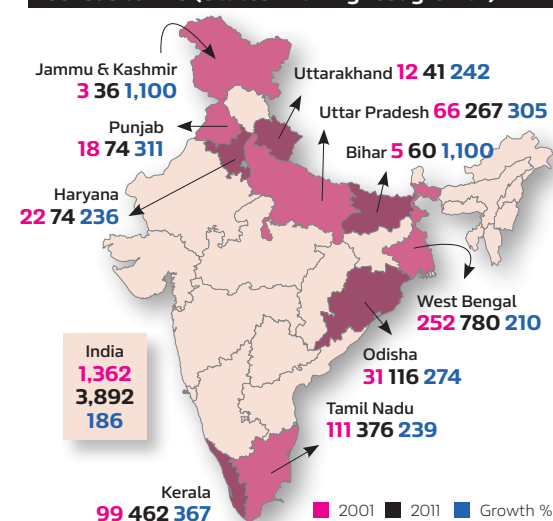 Jammu & Kashmir
3 36 1,100
Uttarakhand 12 41 242
Uttar Pradesh 66 267 305
Punjab
18 74 311
Bihar 5 60 1,100
Haryana
22 74 236
West Bengal
252 780 210
India
1,362
3,892
186
Odisha
31 116 274
Tamil Nadu
111 376 239
Kerala
99 462 367
2001 2011 Growth %